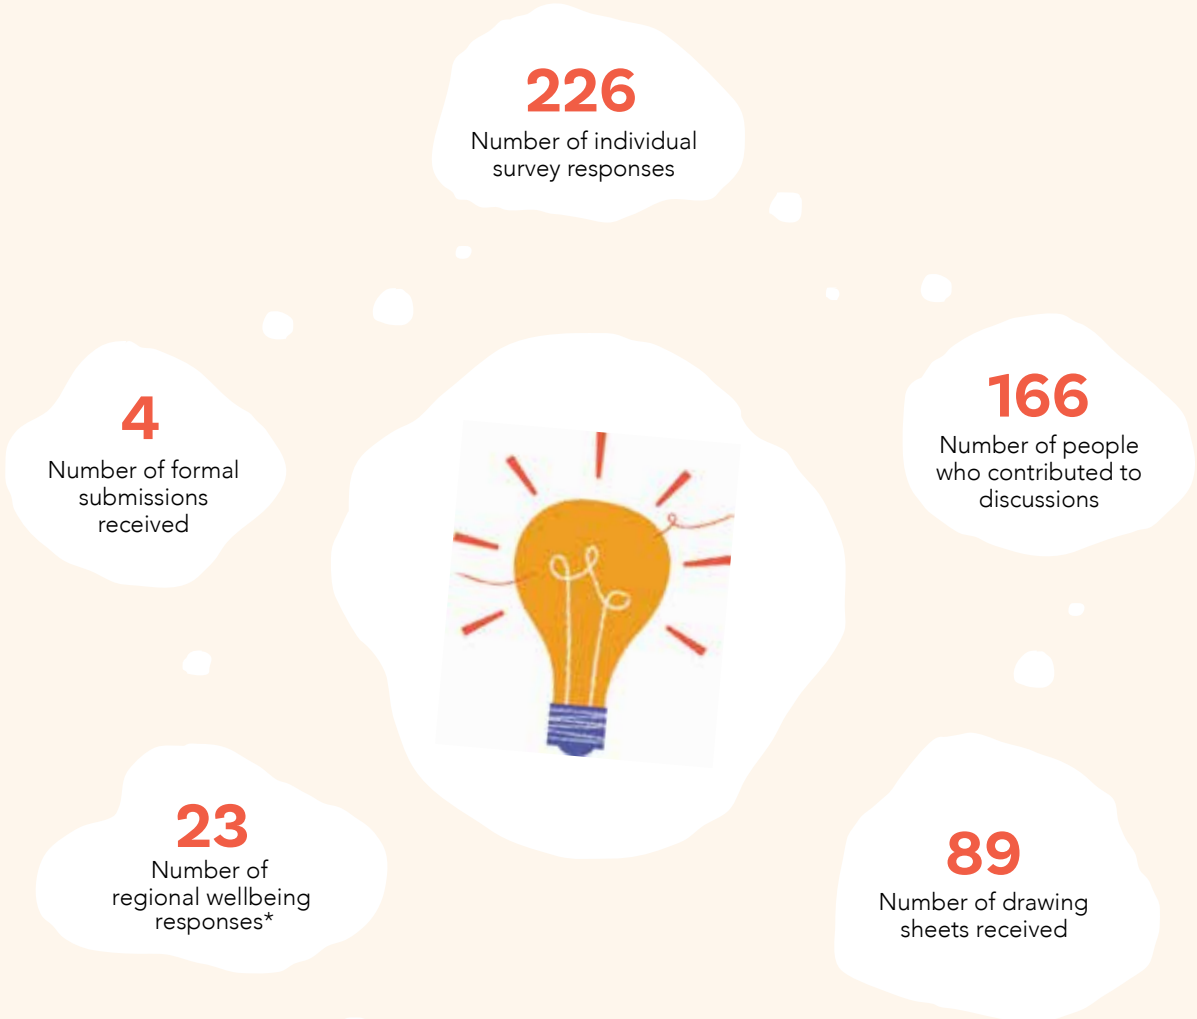 226
Number of individual
survey responses
4
Number of formal
submissions
received
166
Number of people
who contributed to
discussions
23
Number of
regional wellbeing
responses*
89
Number of drawing
sheets received